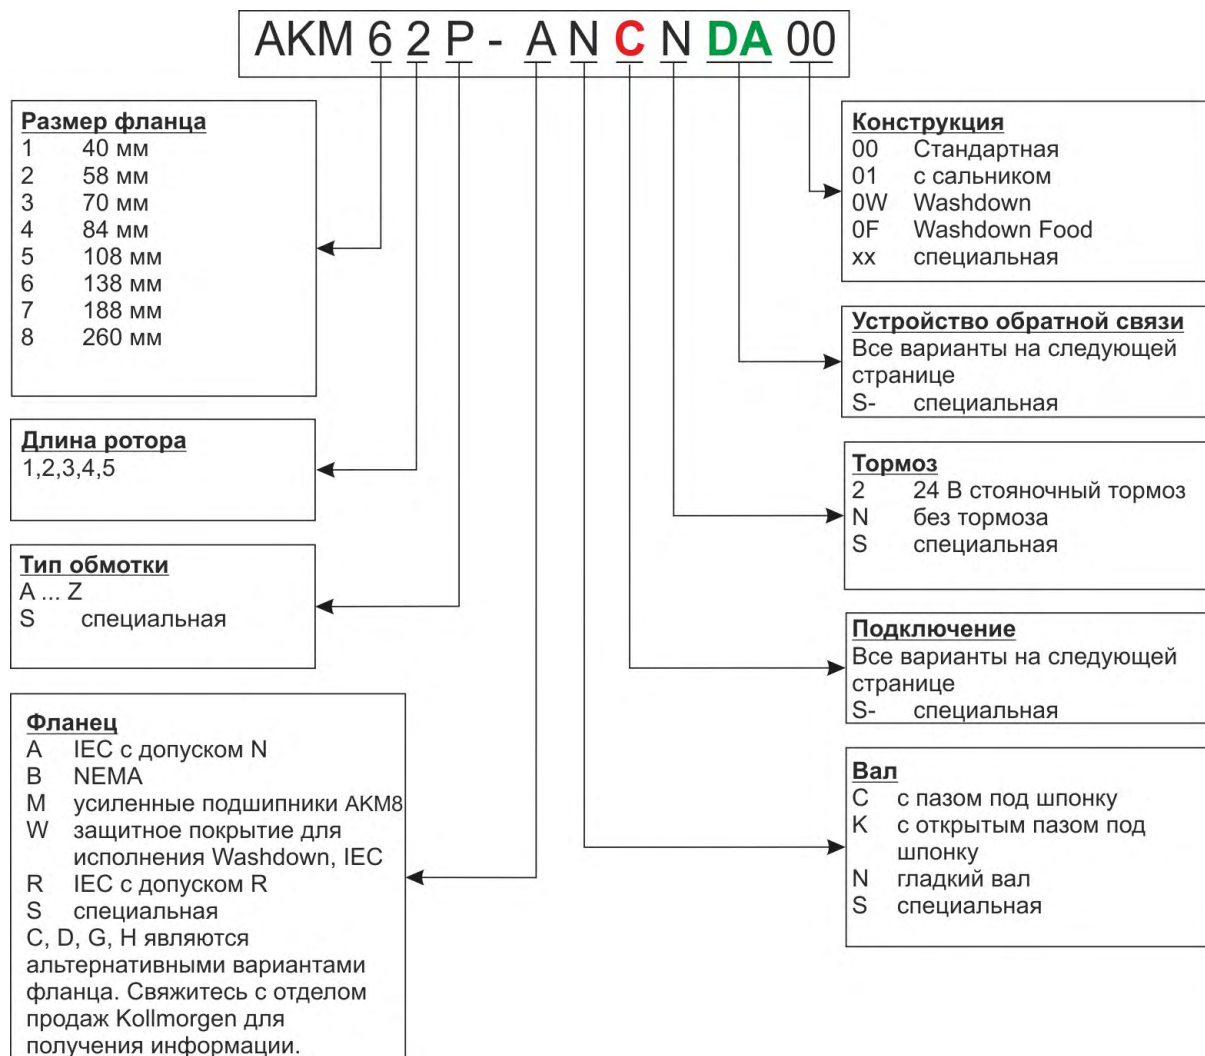 AKM 6 2 P - A N C N DA 00
Размер фланца
1 40 мм
2 58 мм
3 70 мм
4 84 мм
5 108 мм
6 138 мм
7 188 мм
8 260 мм
Длина ротора
1,2,3,4,5
Тип обмотки
A ... Z
S специальная
Фланец
A IEC с допуском N
B NEMA
M усиленные подшипники AKM8
W защитное покрытие для
исполнения Washdown, IEC
R IEC с допуском R
S специальная
C, D, G, H являются
альтернативными вариантами
фланца. Свяжитесь с отделом
продаж Kollmorgen для
получения информации.
Конструкция
00 Стандартная
01 с сальником
0W Washdown
0F Washdown Food
xx специальная
Устройство обратной связи
Все варианты на следующей
странице
S- специальная
Тормоз
2 24 В стояночный тормоз
N без тормоза
S специальная
Подключение
Все варианты на следующей
странице
S- специальная
Вал
C с пазом под шпонку
K с открытым пазом под
шпонку
N гладкий вал
S специальная